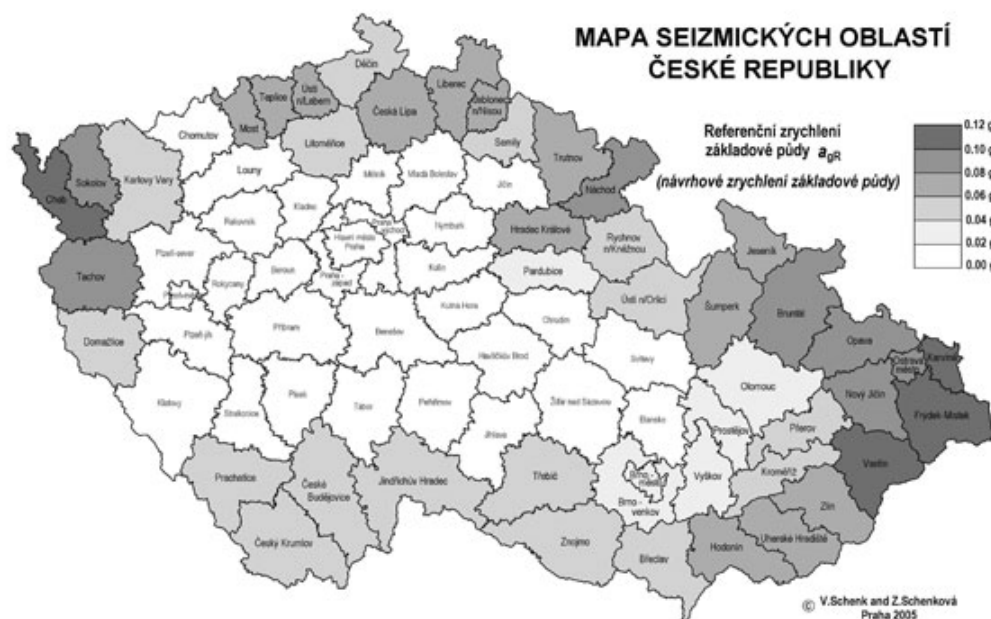 MAPA SEIZMICKÝCH OBLASTÍ
ČESKÉ REPUBLIKY
Referenční zrychlení
základové půdy agR
(návrhové zrychlení základové půdy)
0.12 g
0.10 g
0.08 g
0.06 g
0.04 g
0.02 g
0.00 g
Děčín
Liberec
Teplice
Ústí
n/Labem
Jablonec
n/Nisou
Česká Lípa
Most
Chomutov
Litoměřice
Semily
Trutnov
Louny
Mělník
Mladá Boleslav
Jičín
Náchod
Sokolov
Karlovy Vary
Cheb
Rakovník
Kladno
Nymburk
Hradec Králové
Rychnov
n/Kněžnou
Jeseník
Hlavní město
Praha
Praha -
západ
Plzeň-sever
Beroun
Kolín
Pardubice
Tachov
Rokycany
Kutná Hora
Ústí n/Orlicí
Šumperk
Bruntál
Chrudim
Plzeň-jih
Příbram
Benešov
Opava
Domažlice
Havlíčkův Brod
Svitavy
Ostrava
město
Karviná
Olomouc
Nový Jičín
Frýdek-Místek
Klatovy
Strakonice
Písek
Tábor
Pelhřimov
Žďár nad Sázavou
Blansko
Prostějov
Přerov
Jihlava
Vsetín
Prachatice
České
Budějovice
Jindřichův Hradec
Třebíč
Brno -
město
Vyškov
Kroměříž
Brno -
venkov
Zlín
Český Krumlov
Znojmo
Břeclav
Hodonín
Uherské Hradiště
© V.Schenk and Z.Schenková
Praha 2005